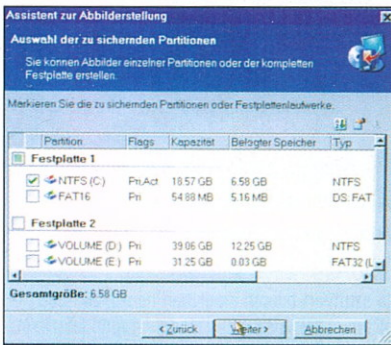 Assistent zur Abbilderstellung
Auswahl der zu sichernden Partitionen
Sie können Abbilder einzelner Partitionen oder der kompletten
Festplatte erstellen.
Markieren Sie die zu sichernden Partitionen oder Festplattenlaufwerke.
Partition Flags Kapazität Belegter Speicher Typ
Festplatte 1
NTFS (C:) Pri,Act 18.57 GB 6.58 GB NTFS
FAT16 Pri 54.88 MB 5.16 MB DS: FAT
Festplatte 2
VOLUME (D:) Pri 39.06 GB 12.25 GB NTFS
VOLUME (E:) Pri 31.25 GB 0.03 GB FAT32 (L
Gesamtgröße: 6.58 GB
< Zurück Weiter > Abbrechen